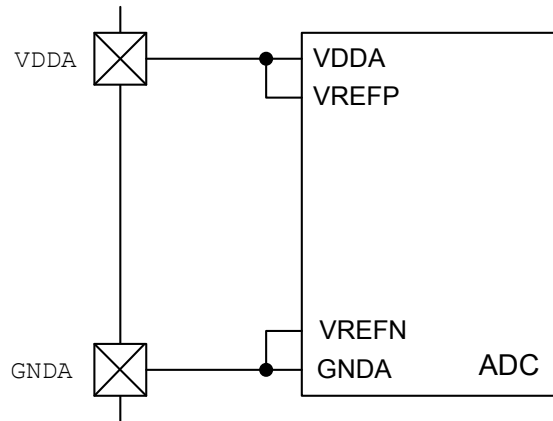 VDDA
VDDA
VREFP
VREFN
GNDA
GNDA
ADC